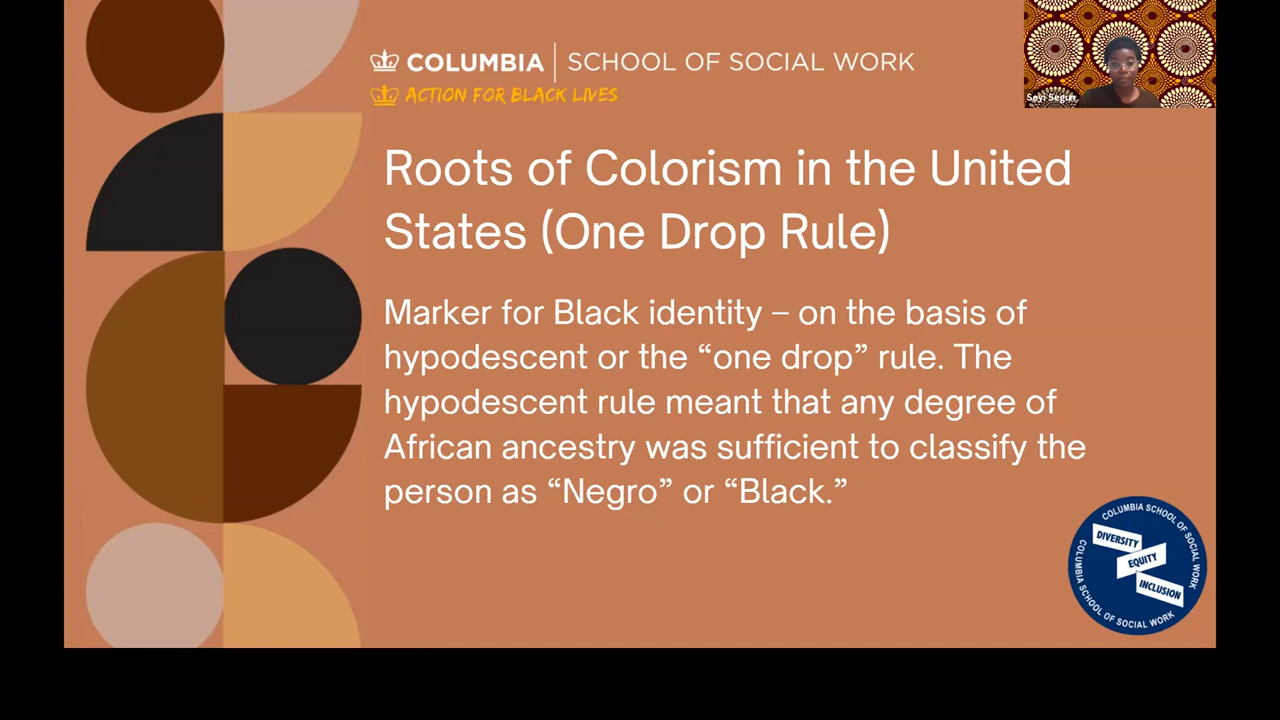 COLUMBIA | SCHOOL OF SOCIAL WORK
ACTION FOR BLACK LIVES
Seyi Segun
Roots of Colorism in the United
States (One Drop Rule)
Marker for Black identity – on the basis of
hypodescent or the “one drop” rule. The
hypodescent rule meant that any degree of
African ancestry was sufficient to classify the
person as “Negro” or “Black.”
COLUMBIA SCHOOL OF SOCIAL WORK
DIVERSITY
EQUITY
INCLUSION
COLUMBIA SCHOOL OF SOCIAL WORK